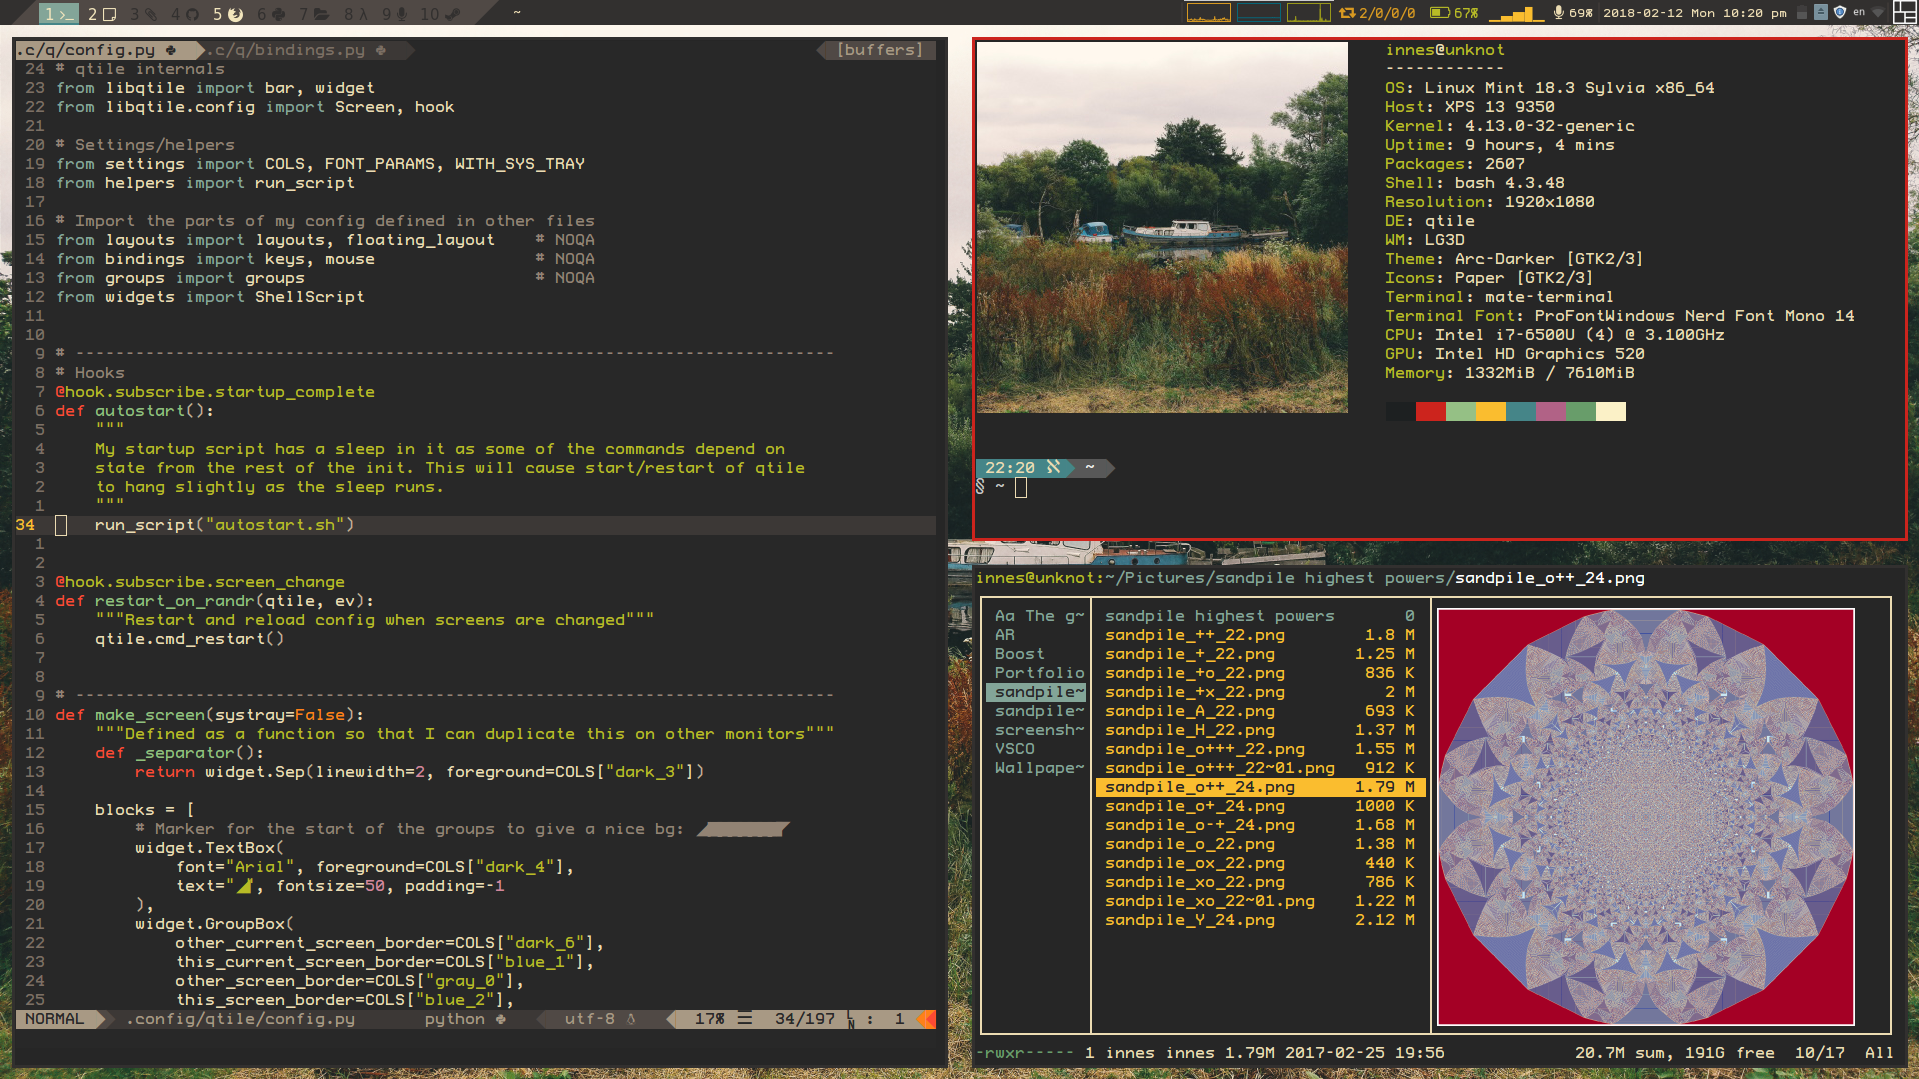 1 >_ 2 3 4 5 6 7 8 λ 9 10 ~ 2/0/0/0 67% 69% 2018-02-12 Mon 10:20 pm en
.c/q/config.py .c/q/bindings.py [buffers]
24 # qtile internals
23 from libqtile import bar, widget
22 from libqtile.config import Screen, hook
21
20 # Settings/helpers
19 from settings import COLS, FONT_PARAMS, WITH_SYS_TRAY
18 from helpers import run_script
17
16 # Import the parts of my config defined in other files
15 from layouts import layouts, floating_layout # NOQA
14 from bindings import keys, mouse # NOQA
13 from groups import groups # NOQA
12 from widgets import ShellScript
11
10
9 # ----------------------------------------------------------------------------
8 # Hooks
7 @hook.subscribe.startup_complete
6 def autostart():
5 """
4 My startup script has a sleep in it as some of the commands depend on
3 state from the rest of the init. This will cause start/restart of qtile
2 to hang slightly as the sleep runs.
1 """
34 run_script("autostart.sh")
1
2
3 @hook.subscribe.screen_change
4 def restart_on_randr(qtile, ev):
5 """Restart and reload config when screens are changed"""
6 qtile.cmd_restart()
7
8
9 # ----------------------------------------------------------------------------
10 def make_screen(systray=False):
11 """Defined as a function so that I can duplicate this on other monitors"""
12 def _separator():
13 return widget.Sep(linewidth=2, foreground=COLS["dark_3"])
14
15 blocks = [
16 # Marker for the start of the groups to give a nice bg:
17 widget.TextBox(
18 font="Arial", foreground=COLS["dark_4"],
19 text=" ", fontsize=50, padding=-1
20 ),
21 widget.GroupBox(
22 other_current_screen_border=COLS["dark_6"],
23 this_current_screen_border=COLS["blue_1"],
24 other_screen_border=COLS["gray_0"],
25 this_screen_border=COLS["blue_2"],
NORMAL .config/qtile/config.py python utf-8 17% ☰ 34/197 LN : 1
innes@unknot
------------
OS: Linux Mint 18.3 Sylvia x86_64
Host: XPS 13 9350
Kernel: 4.13.0-32-generic
Uptime: 9 hours, 4 mins
Packages: 2607
Shell: bash 4.3.48
Resolution: 1920x1080
DE: qtile
WM: LG3D
Theme: Arc-Darker [GTK2/3]
Icons: Paper [GTK2/3]
Terminal: mate-terminal
Terminal Font: ProFontWindows Nerd Font Mono 14
CPU: Intel i7-6500U (4) @ 3.100GHz
GPU: Intel HD Graphics 520
Memory: 1332MiB / 7610MiB
22:20 ℵ ~
§ ~
innes@unknot:~/Pictures/sandpile highest powers/sandpile_o++_24.png
Aa The g~ sandpile highest powers 0
AR sandpile_++_22.png 1.8 M
Boost sandpile_+_22.png 1.25 M
Portfolio sandpile_+o_22.png 836 K
sandpile~ sandpile_+x_22.png 2 M
sandpile~ sandpile_A_22.png 693 K
screensh~ sandpile_H_22.png 1.37 M
VSCO sandpile_o+++_22.png 1.55 M
Wallpape~ sandpile_o+++_22~01.png 912 K
sandpile_o++_24.png 1.79 M
sandpile_o+_24.png 1000 K
sandpile_o-+_24.png 1.68 M
sandpile_o_22.png 1.38 M
sandpile_ox_22.png 440 K
sandpile_xo_22.png 786 K
sandpile_xo_22~01.png 1.22 M
sandpile_Y_24.png 2.12 M
-rwxr----- 1 innes innes 1.79M 2017-02-25 19:56 20.7M sum, 191G free 10/17 All